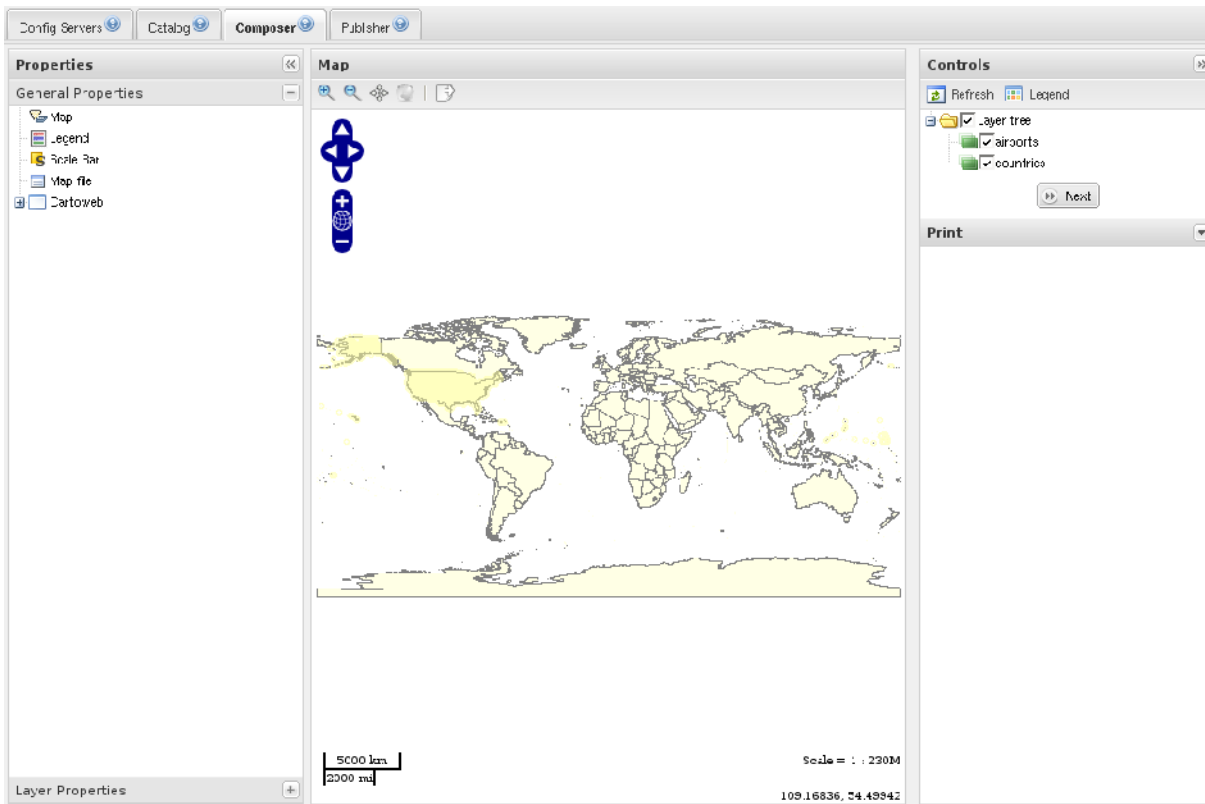 Config Servers
Catalog
Composer
Publisher
Properties
General Properties
Map
Legend
Scale Bar
Map file
Cartoweb
Layer Properties
Map
5000 km
2000 mi
Scale = 1 : 230M
109.16836, 54.49942
Controls
Refresh Legend
Layer tree
airports
countries
Next
Print